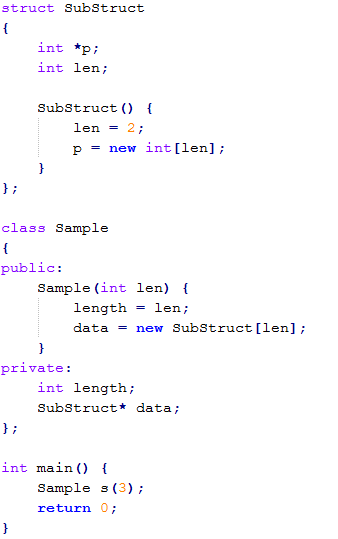 struct SubStruct
{
    int *p;
    int len;

    SubStruct() {
        len = 2;
        p = new int[len];
    }
};

class Sample
{
public:
    Sample(int len) {
        length = len;
        data = new SubStruct[len];
    }
private:
    int length;
    SubStruct* data;
};

int main() {
    Sample s(3);
    return 0;
}